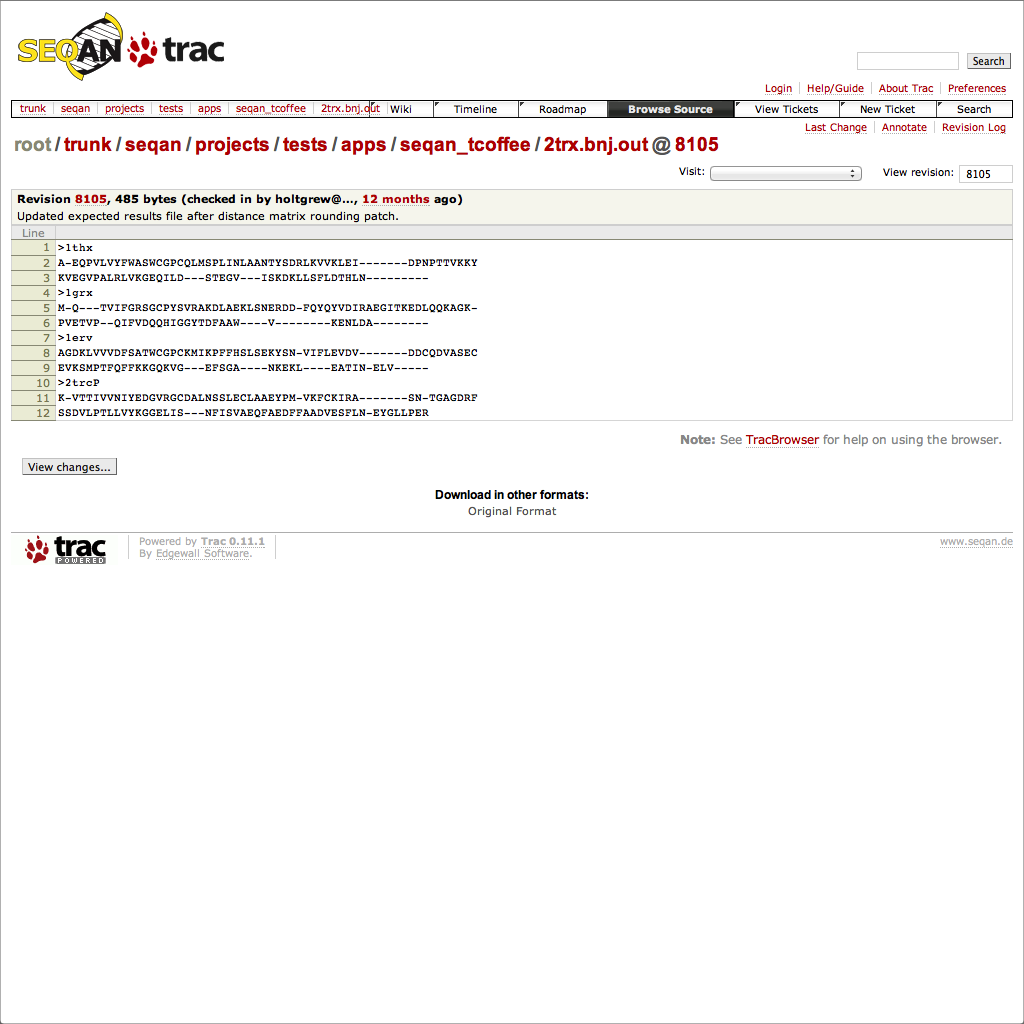 SEQAN trac
Search
Login Help/Guide About Trac Preferences
trunk seqan projects tests apps seqan_tcoffee 2trx.bnj.out Wiki Timeline Roadmap Browse Source View Tickets New Ticket Search
Last Change Annotate Revision Log
root / trunk / seqan / projects / tests / apps / seqan_tcoffee / 2trx.bnj.out @ 8105
Visit: View revision: 8105
Revision 8105, 485 bytes (checked in by holtgrew@..., 12 months ago)
Updated expected results file after distance matrix rounding patch.
Line
1 >1thx
2 A-EQPVLVYFWASWCGPCQLMSPLINLAANTYSDRLKVVKLEI-------DPNPTTVKKY
3 KVEGVPALRLVKGEQILD---STEGV---ISKDKLLSFLDTHLN---------
4 >1grx
5 M-Q---TVIFGRSGCPYSVRAKDLAEKLSNERDD-FQYQYVDIRAEGITKEDLQQKAGK-
6 PVETVP--QIFVDQQHIGGYTDFAAW----V--------KENLDA--------
7 >1erv
8 AGDKLVVVDFSATWCGPCKMIKPFFHSLSEKYSN-VIFLEVDV-------DDCQDVASEC
9 EVKSMPTFQFFKKGQKVG---EFSGA----NKEKL----EATIN-ELV-----
10 >2trcP
11 K-VTTIVVNIYEDGVRGCDALNSSLECLAAEYPM-VKFCKIRA-------SN-TGAGDRF
12 SSDVLPTLLVYKGGELIS---NFISVAEQFAEDFFAADVESFLN-EYGLLPER
Note: See TracBrowser for help on using the browser.
View changes...
Download in other formats:
Original Format
trac POWERED
Powered by Trac 0.11.1
By Edgewall Software.
www.seqan.de